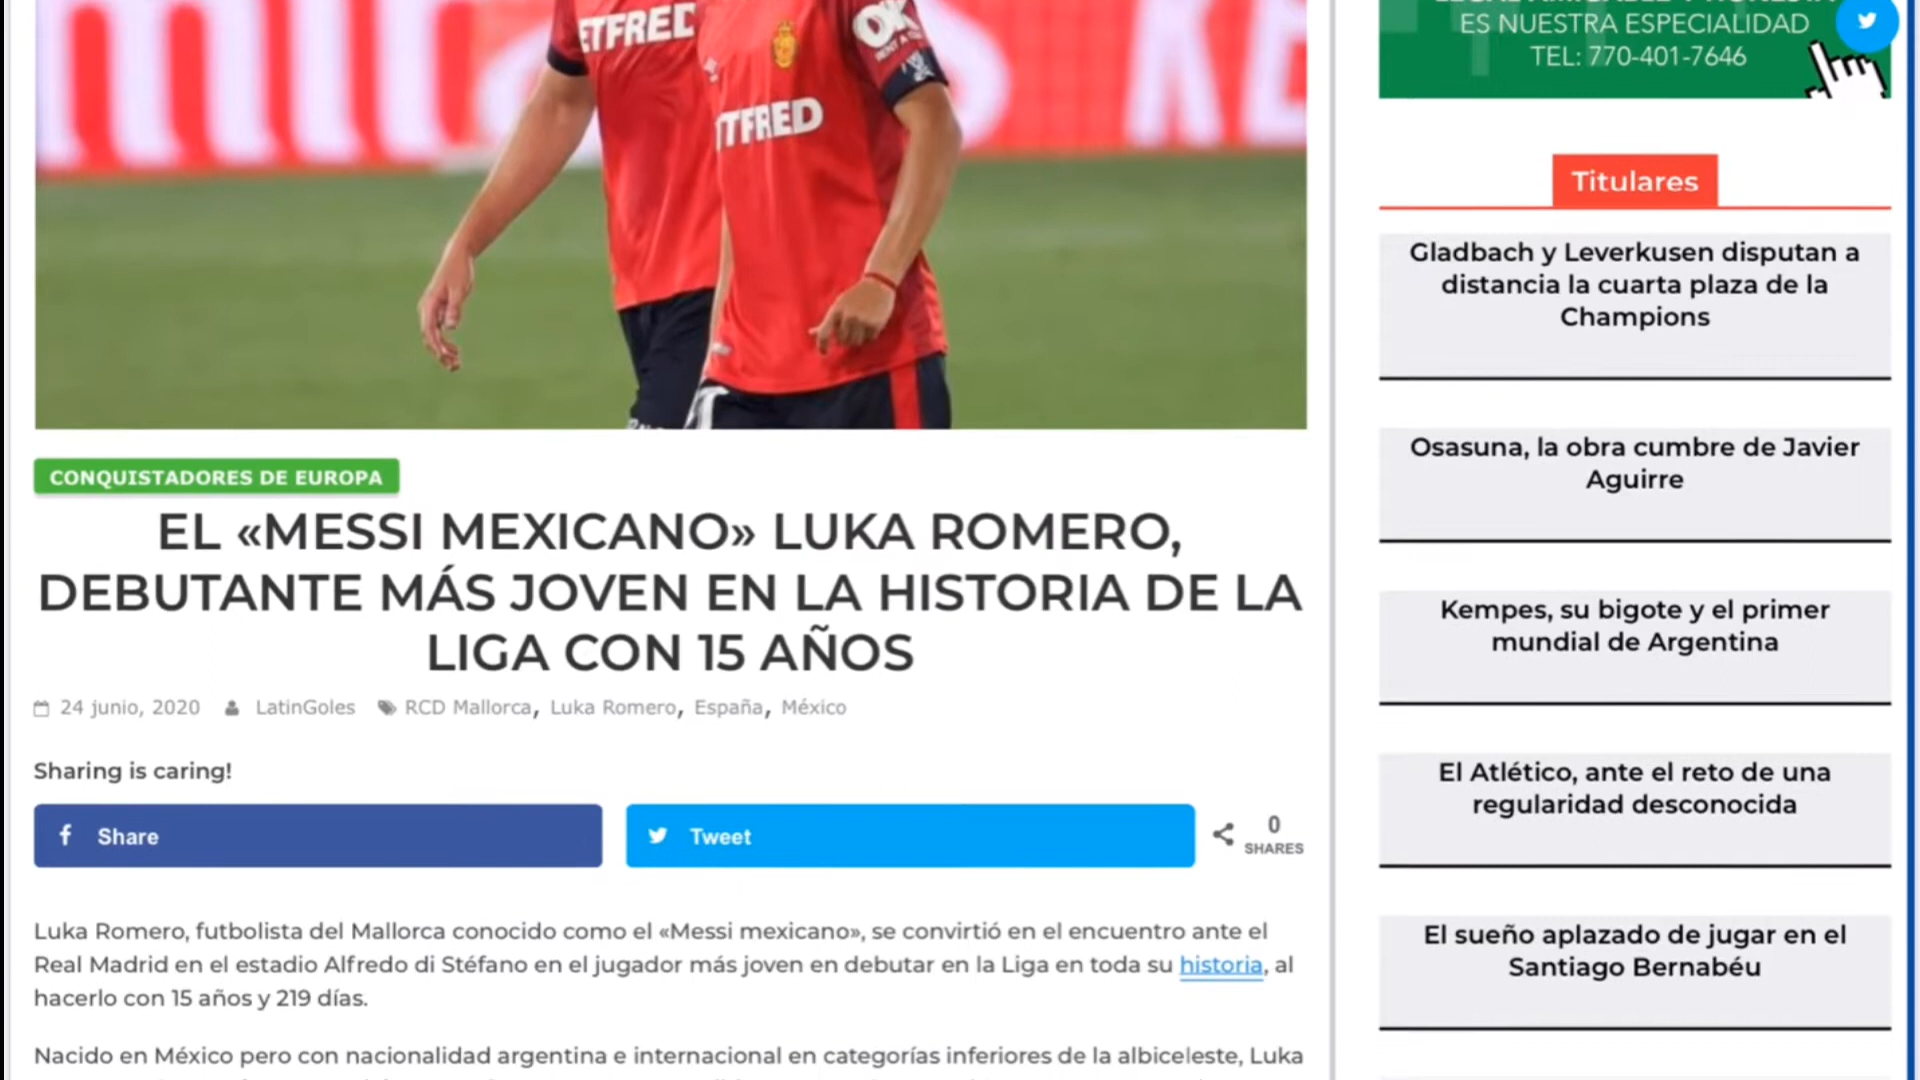 ETFRED
OK
RENT A
TFRED
ES NUESTRA ESPECIALIDAD
TEL: 770-401-7646
CONQUISTADORES DE EUROPA
EL «MESSI MEXICANO» LUKA ROMERO,
DEBUTANTE MÁS JOVEN EN LA HISTORIA DE LA
LIGA CON 15 AÑOS
24 junio, 2020 LatinGoles RCD Mallorca, Luka Romero, España, México
Sharing is caring!
Share
Tweet
0
SHARES
Luka Romero, futbolista del Mallorca conocido como el «Messi mexicano», se convirtió en el encuentro ante el
Real Madrid en el estadio Alfredo di Stéfano en el jugador más joven en debutar en la Liga en toda su historia, al
hacerlo con 15 años y 219 días.
Nacido en México pero con nacionalidad argentina e internacional en categorías inferiores de la albiceleste, Luka
Titulares
Gladbach y Leverkusen disputan a
distancia la cuarta plaza de la
Champions
Osasuna, la obra cumbre de Javier
Aguirre
Kempes, su bigote y el primer
mundial de Argentina
El Atlético, ante el reto de una
regularidad desconocida
El sueño aplazado de jugar en el
Santiago Bernabéu